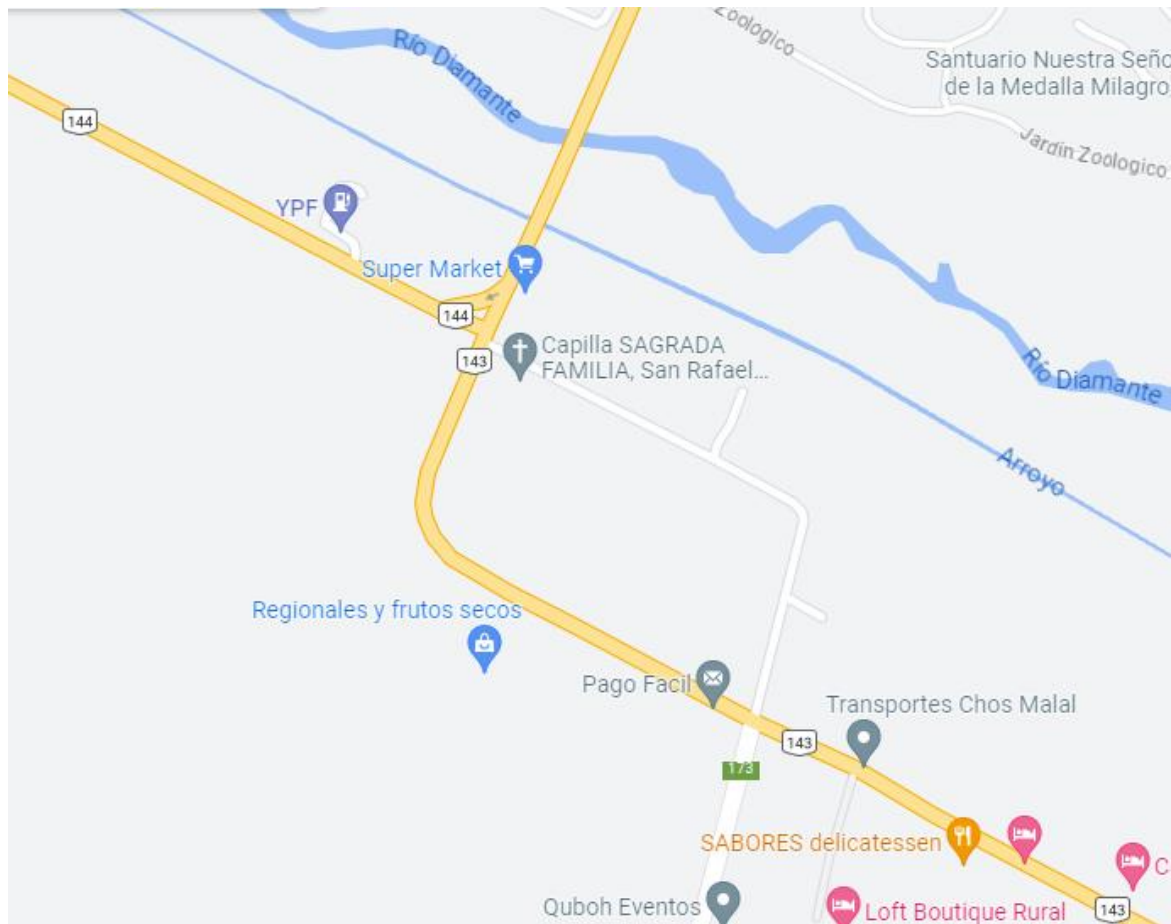 Río Diamante
Zoologico
Santuario Nuestra Seño
de la Medalla Milagro
144
Jardin Zoologico
YPF
Super Market
144
143
Capilla SAGRADA
FAMILIA, San Rafael...
Río Diamante
Arroyo
Regionales y frutos secos
Pago Facil
Transportes Chos Malal
143
173
SABORES delicatessen
C
Quboh Eventos
Loft Boutique Rural
143